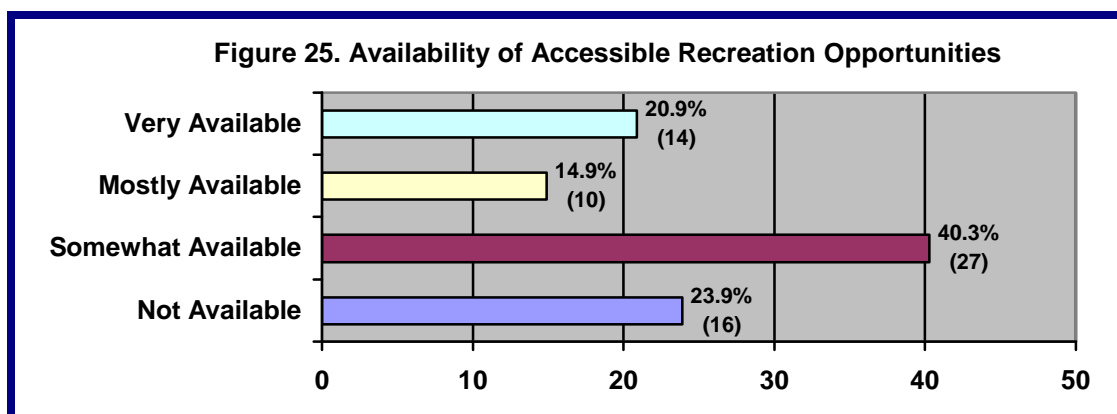 Figure 25. Availability of Accessible Recreation Opportunities
Very Available
20.9%
(14)
Mostly Available
14.9%
(10)
Somewhat Available
40.3%
(27)
Not Available
23.9%
(16)
0 10 20 30 40 50